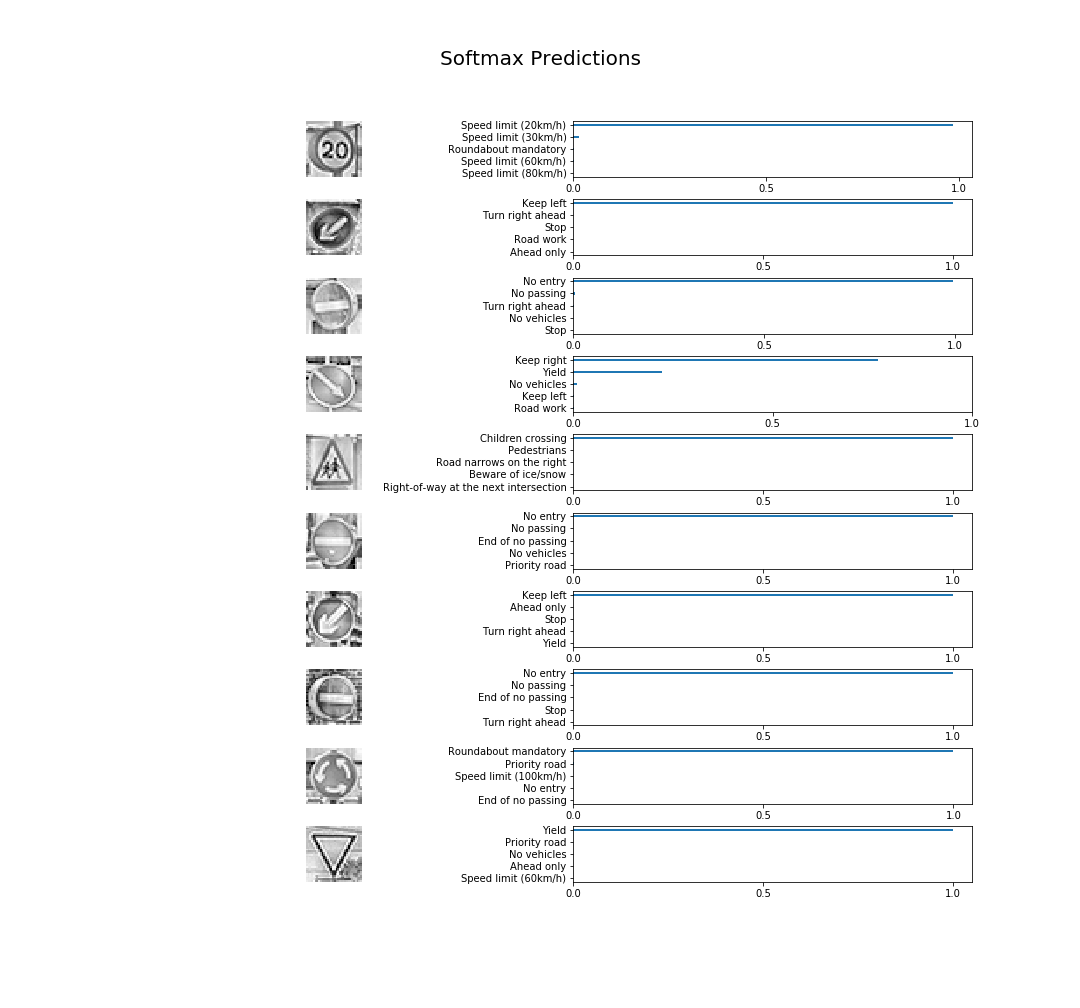 Softmax Predictions
20
Speed limit (20km/h)
Speed limit (30km/h)
Roundabout mandatory
Speed limit (60km/h)
Speed limit (80km/h)
0.0 0.5 1.0
Keep left
Turn right ahead
Stop
Road work
Ahead only
0.0 0.5 1.0
No entry
No passing
Turn right ahead
No vehicles
Stop
0.0 0.5 1.0
Keep right
Yield
No vehicles
Keep left
Road work
0.0 0.5 1.0
Children crossing
Pedestrians
Road narrows on the right
Beware of ice/snow
Right-of-way at the next intersection
0.0 0.5 1.0
No entry
No passing
End of no passing
No vehicles
Priority road
0.0 0.5 1.0
Keep left
Ahead only
Stop
Turn right ahead
Yield
0.0 0.5 1.0
No entry
No passing
End of no passing
Stop
Turn right ahead
0.0 0.5 1.0
Roundabout mandatory
Priority road
Speed limit (100km/h)
No entry
End of no passing
0.0 0.5 1.0
Yield
Priority road
No vehicles
Ahead only
Speed limit (60km/h)
0.0 0.5 1.0